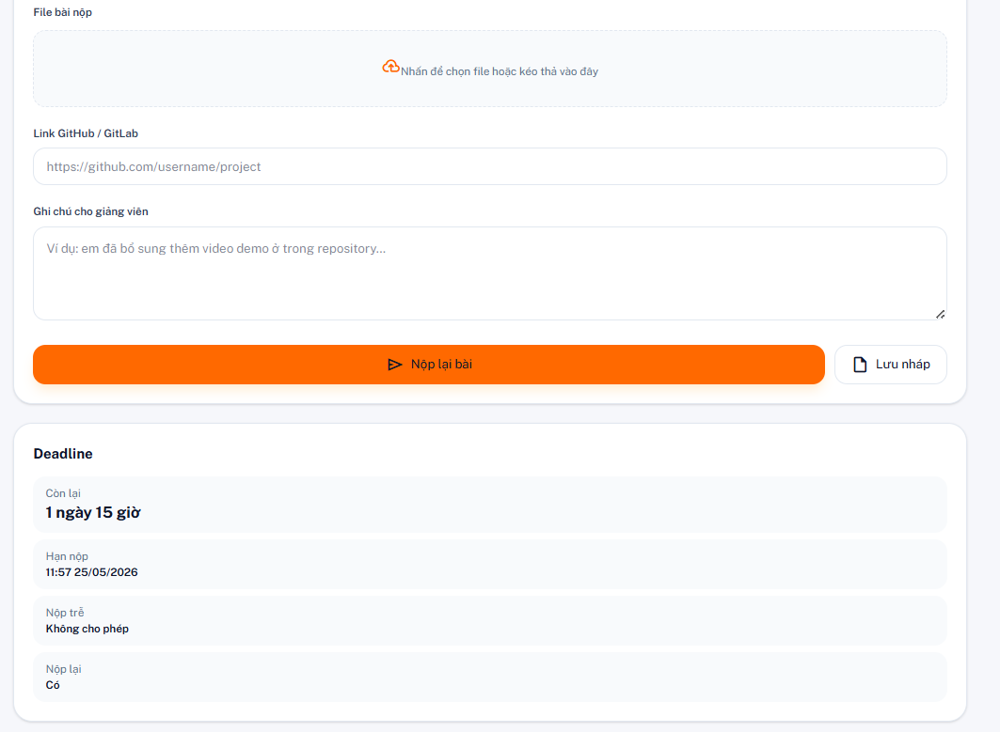 File bài nộp
Nhấn để chọn file hoặc kéo thả vào đây
Link GitHub / GitLab
https://github.com/username/project
Ghi chú cho giảng viên
Ví dụ: em đã bổ sung thêm video demo ở trong repository...
Nộp lại bài
Lưu nháp
Deadline
Còn lại
1 ngày 15 giờ
Hạn nộp
11:57 25/05/2026
Nộp trễ
Không cho phép
Nộp lại
Có